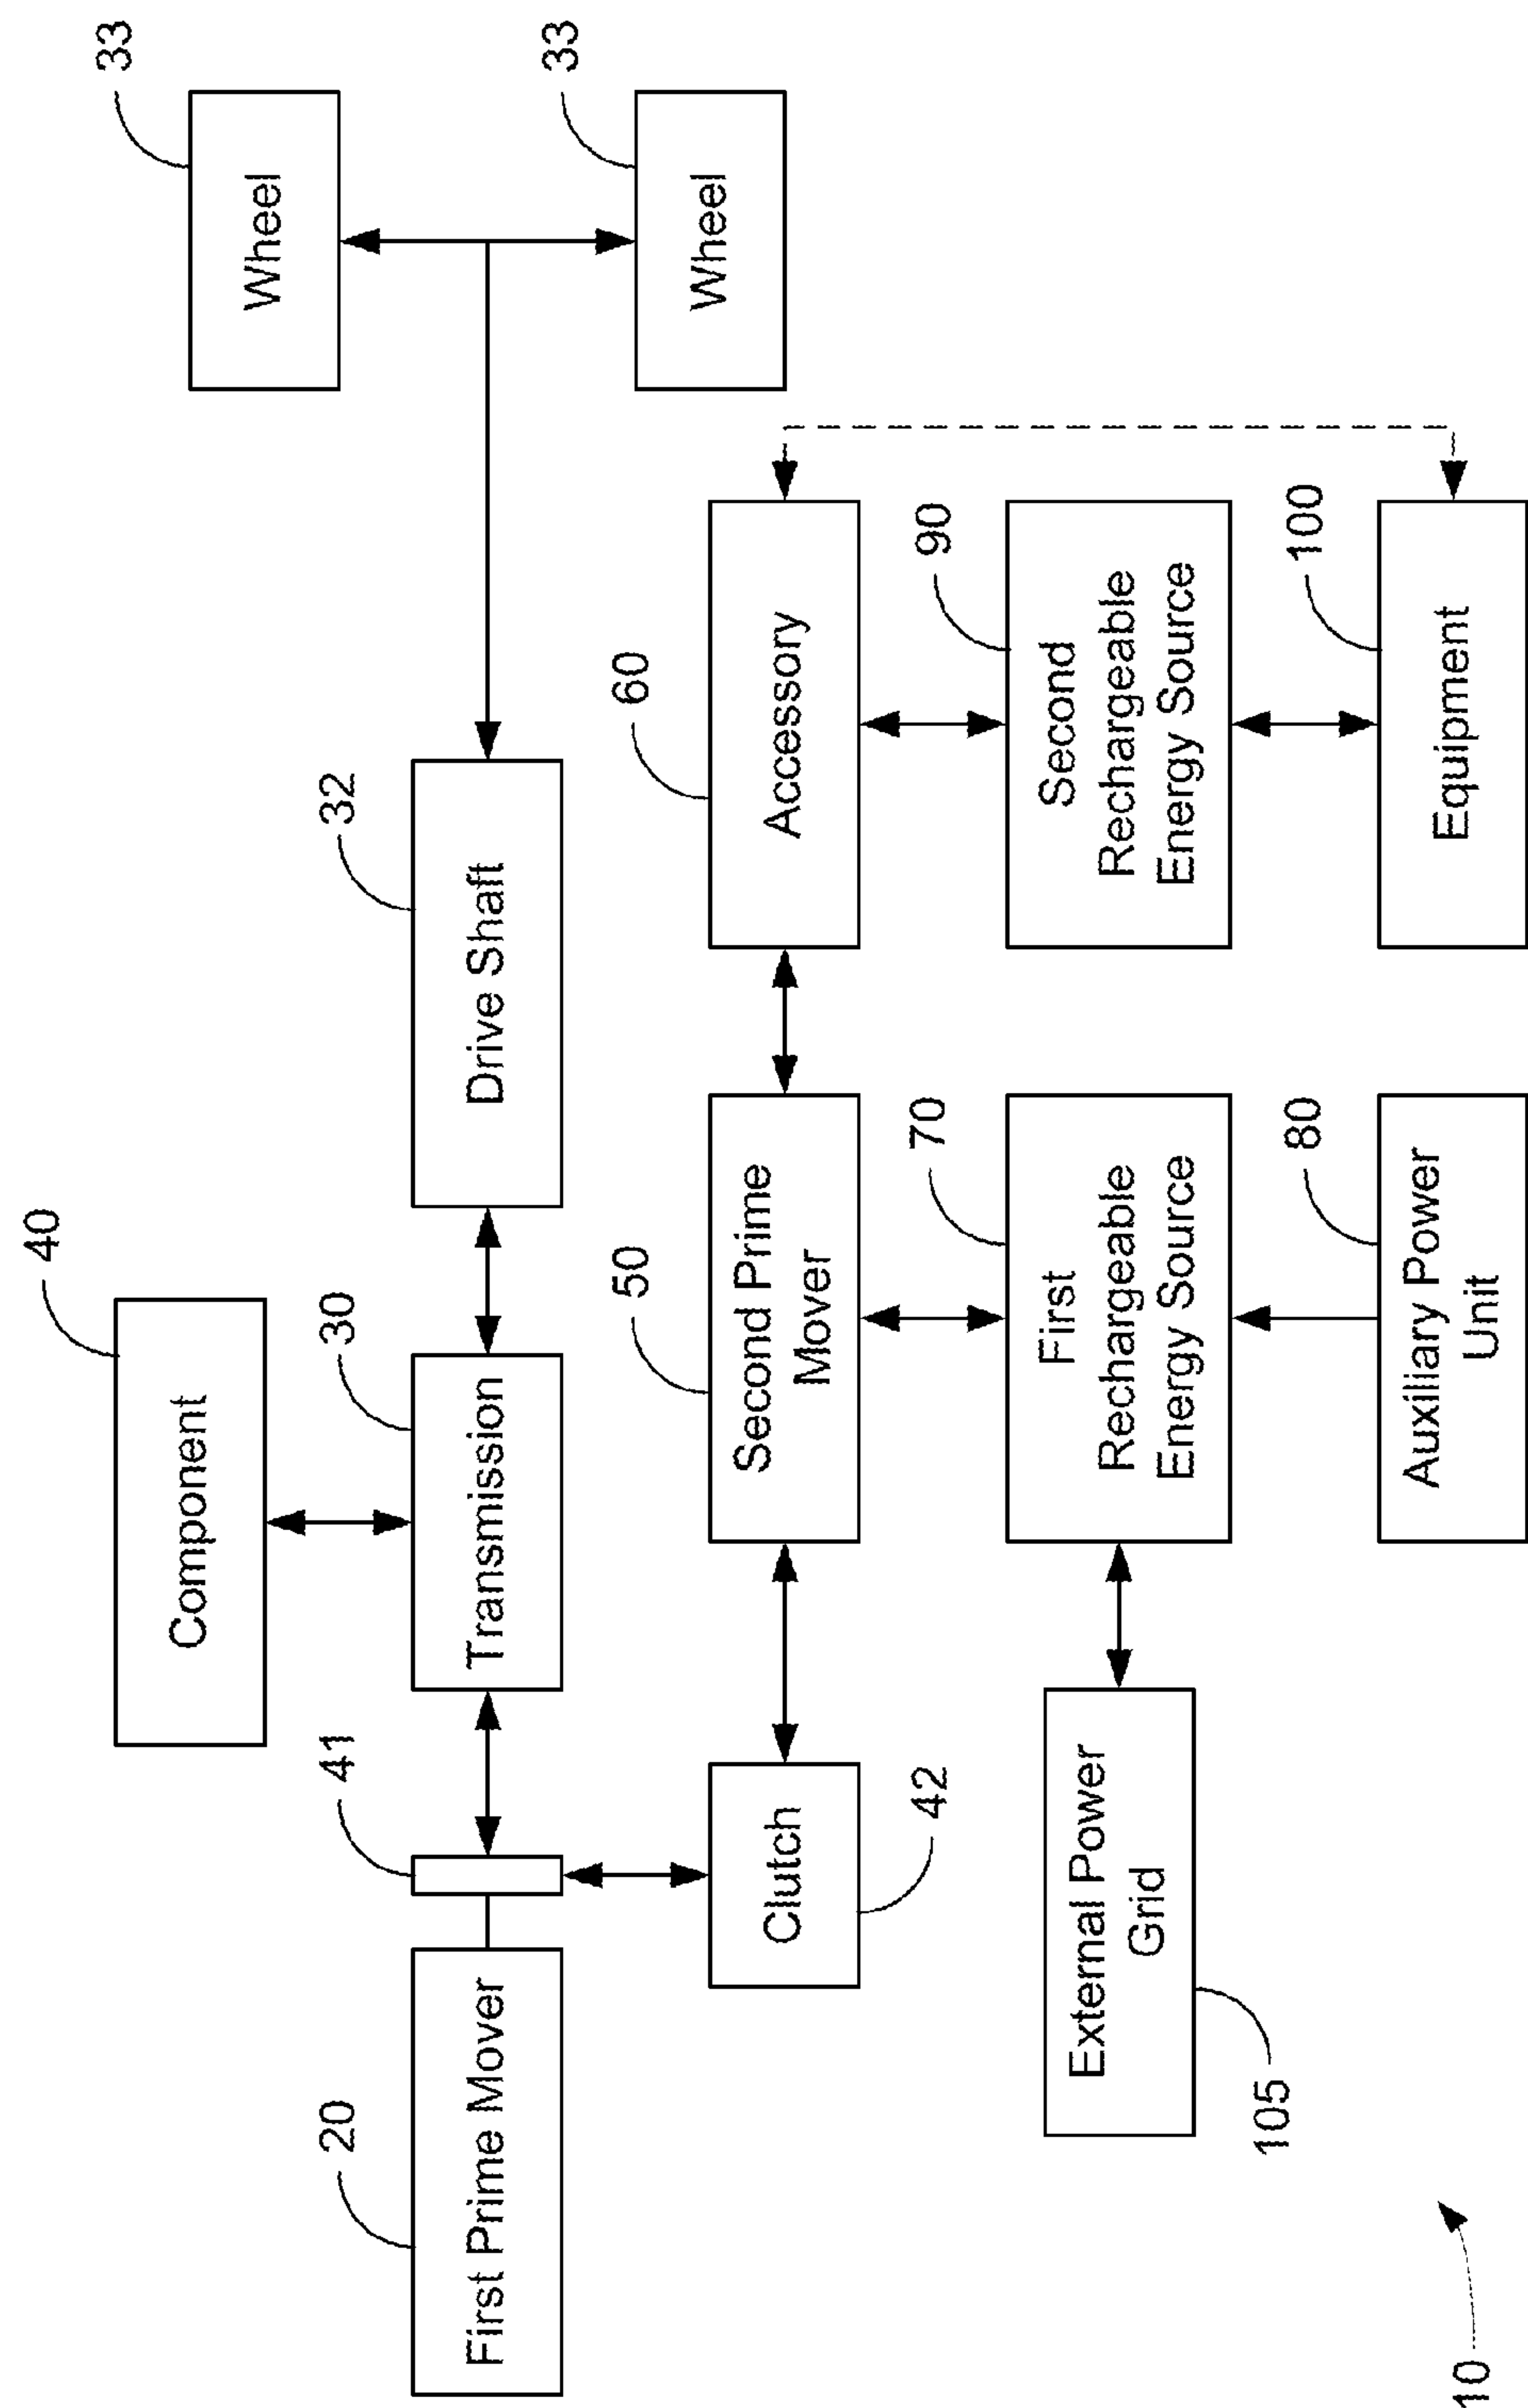 40
Component
33
Wheel
20
First Prime Mover
41
30
Transmission
32
Drive Shaft
33
Wheel
Clutch
42
50
Second Prime
Mover
60
Accessory
105
External Power
Grid
70
First
Rechargeable
Energy Source
90
Second
Rechargeable
Energy Source
10
80
Auxiliary Power
Unit
100
Equipment